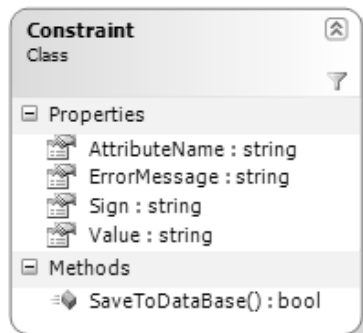 Constraint
Class
Properties
AttributeName : string
ErrorMessage : string
Sign : string
Value : string
Methods
SaveToDataBase() : bool